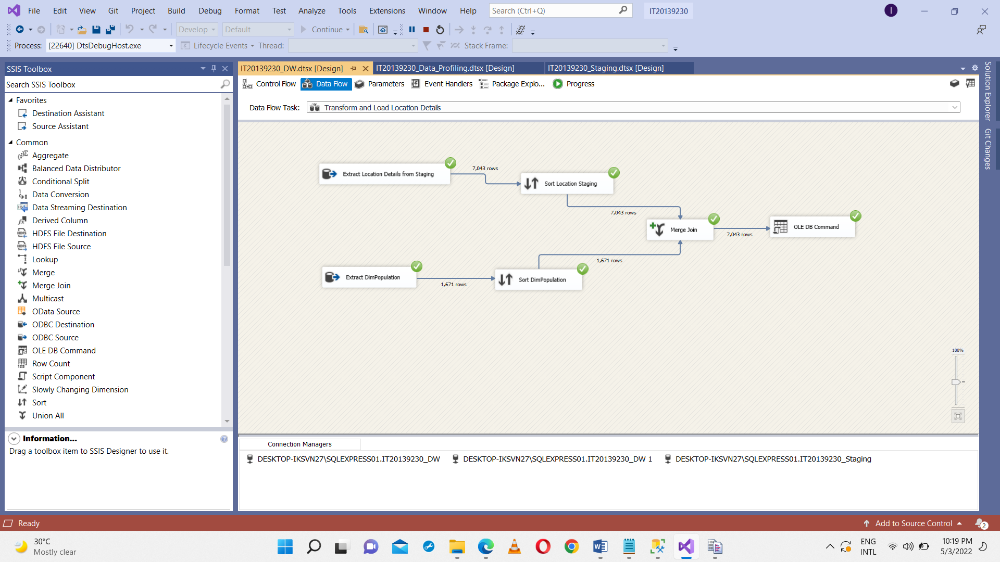 File Edit View Git Project Build Debug Format Test Analyze Tools Extensions Window Help Search (Ctrl+Q) IT20139230 I
Develop Default Continue
Process: [22640] DtsDebugHost.exe Lifecycle Events Thread: Stack Frame:
SSIS Toolbox
Search SSIS Toolbox
Favorites
Destination Assistant
Source Assistant
Common
Aggregate
Balanced Data Distributor
Conditional Split
Data Conversion
Data Streaming Destination
Derived Column
HDFS File Destination
HDFS File Source
Lookup
Merge
Merge Join
Multicast
OData Source
ODBC Destination
ODBC Source
OLE DB Command
Row Count
Script Component
Slowly Changing Dimension
Sort
Union All
Information...
Drag a toolbox item to SSIS Designer to use it.
IT20139230_DW.dtsx [Design] IT20139230_Data_Profiling.dtsx [Design] IT20139230_Staging.dtsx [Design]
Control Flow Data Flow Parameters Event Handlers Package Explo... Progress
Data Flow Task: Transform and Load Location Details
Extract Location Details from Staging
7,043 rows
Sort Location Staging
7,043 rows
Merge Join
7,043 rows
OLE DB Command
1,671 rows
Extract DimPopulation
1,671 rows
Sort DimPopulation
100%
Connection Managers
DESKTOP-IKSVN27\SQLEXPRESS01.IT20139230_DW DESKTOP-IKSVN27\SQLEXPRESS01.IT20139230_DW 1 DESKTOP-IKSVN27\SQLEXPRESS01.IT20139230_Staging
Solution Explorer
Git Changes
Ready Add to Source Control 2
30°C
Mostly clear
ENG
INTL
10:19 PM
5/3/2022